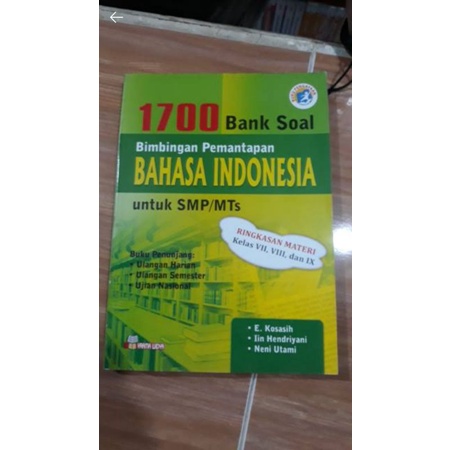 1700 Bank Soal
Bimbingan Pemantapan
BAHASA INDONESIA
untuk SMP/MTs
RINGKASAN MATERI
Kelas VII, VIII, dan IX
Buku Penunjang:
• Ulangan Harian
• Ulangan Semester
• Ujian Nasional
• E. Kosasih
• Iin Hendriyani
• Neni Utami